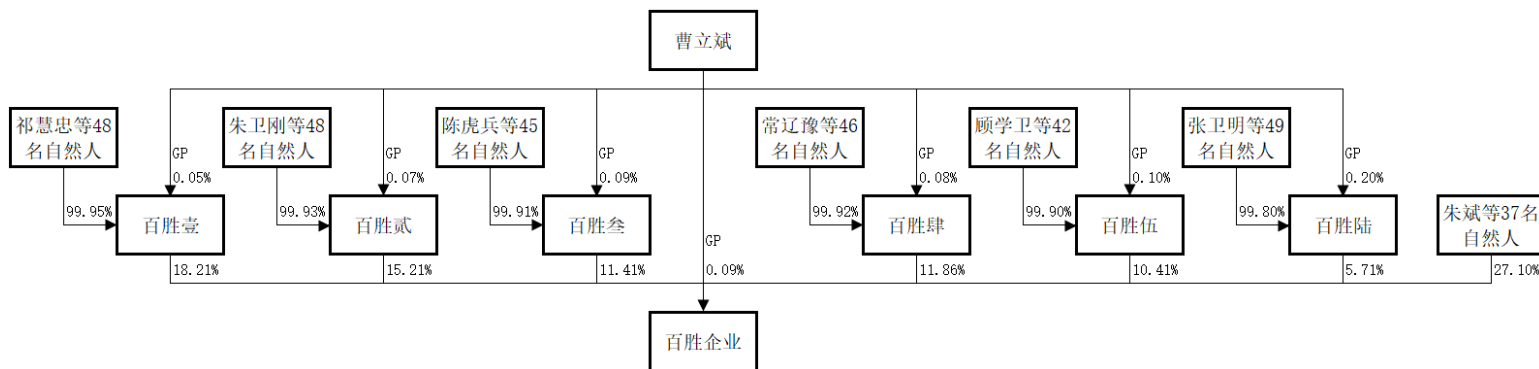 曹立斌
祁慧忠等48
名自然人
朱卫刚等48
名自然人
陈虎兵等45
名自然人
常辽豫等46
名自然人
顾学卫等42
名自然人
张卫明等49
名自然人
GP
0.05%
GP
0.07%
GP
0.09%
GP
0.08%
GP
0.10%
GP
0.20%
99.95%
百胜壹
99.93%
百胜贰
99.91%
百胜叁
99.92%
百胜肆
99.90%
百胜伍
99.80%
百胜陆
朱斌等37名
自然人
GP
0.09%
18.21%
15.21%
11.41%
11.86%
10.41%
5.71%
27.10%
百胜企业